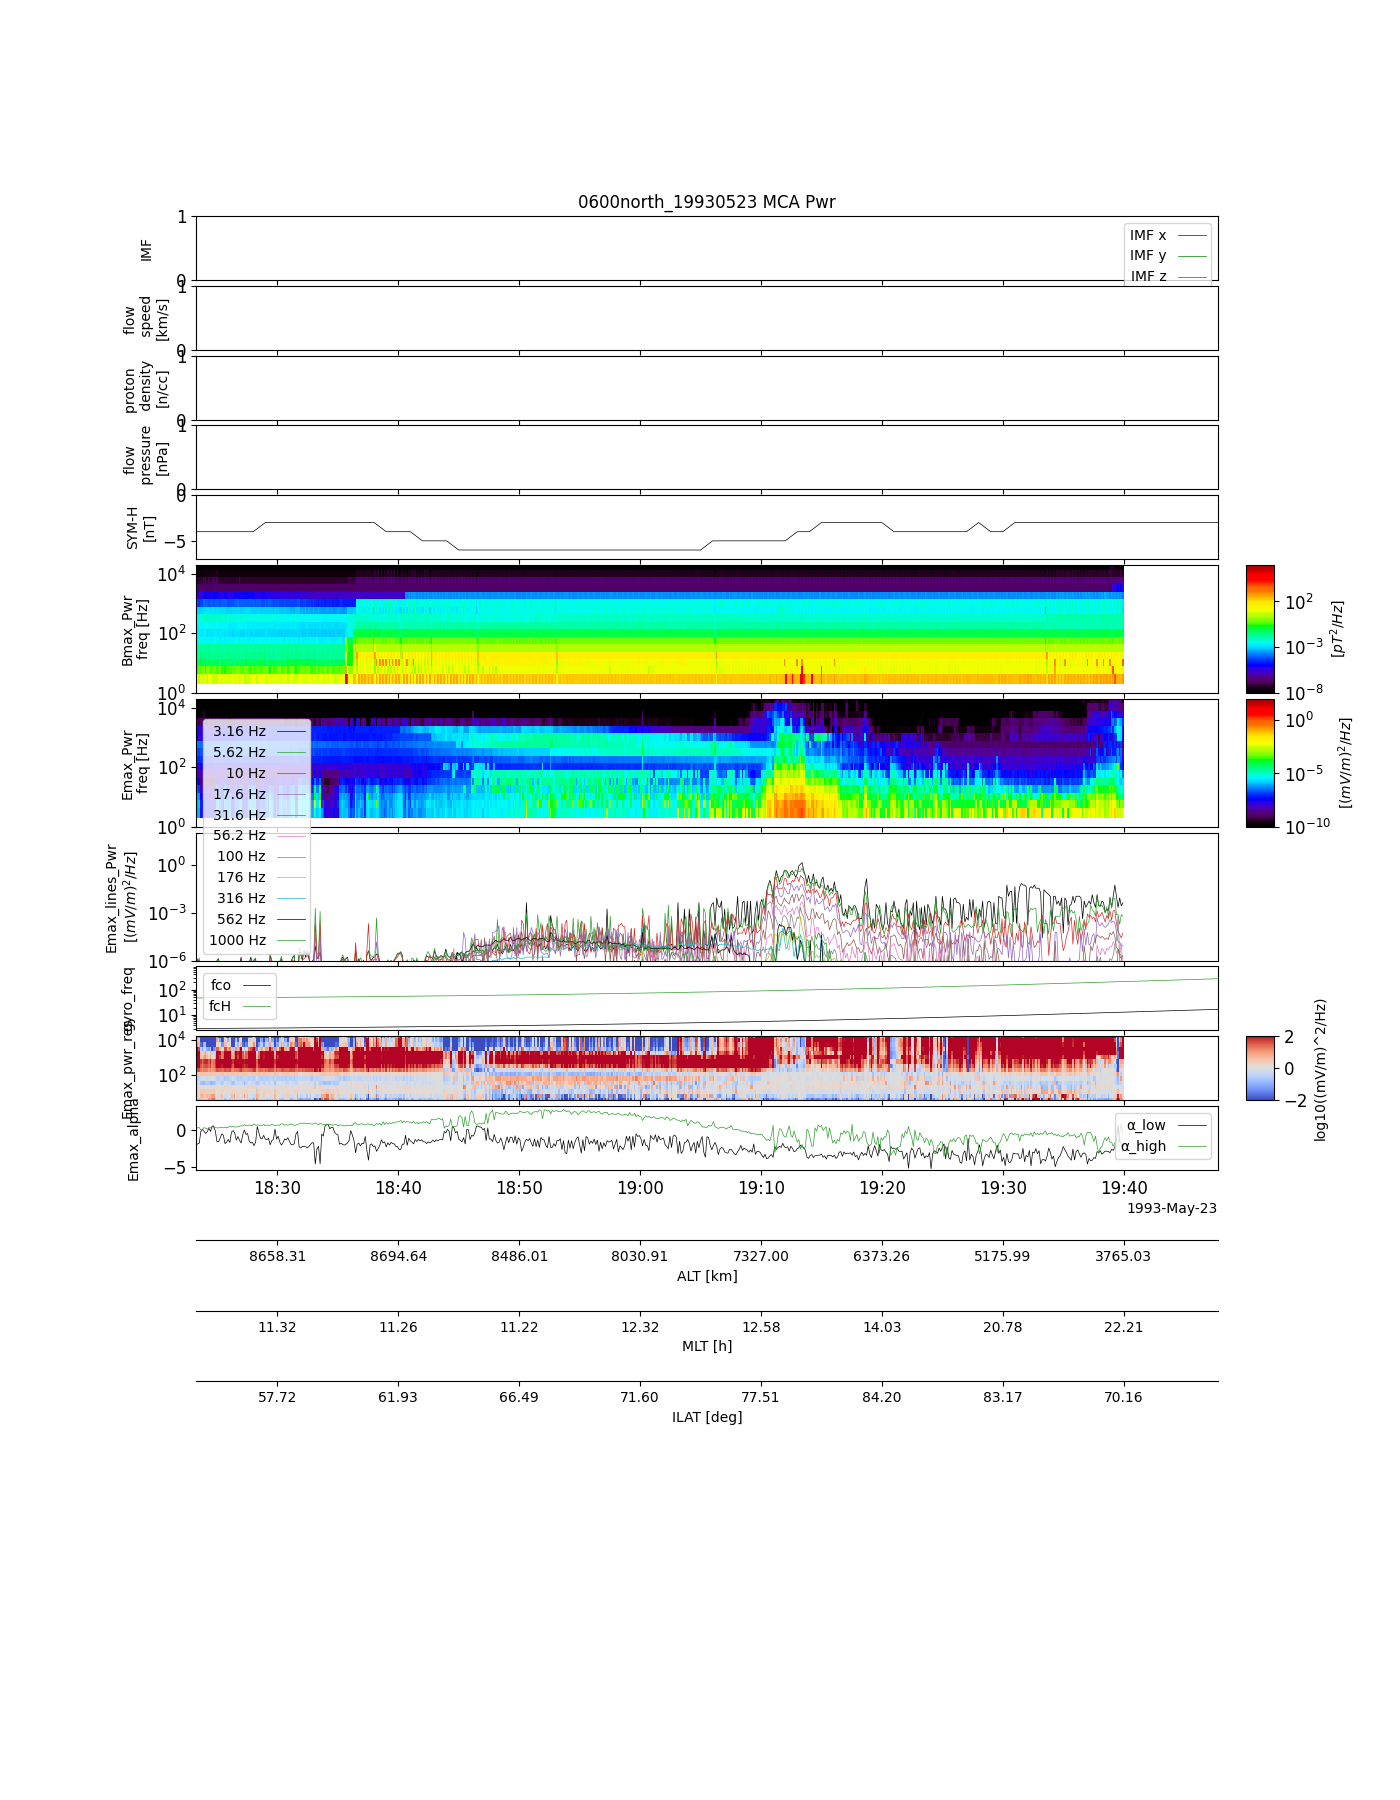 0600north_19930523 MCA Pwr
1
0
IMF
IMF x
IMF y
IMF z
1
0
flow
speed
[km/s]
1
0
proton
density
[n/cc]
1
0
flow
pressure
[nPa]
0
−5
SYM-H
[nT]
10^4
10^2
10^0
Bmax_Pwr
freq [Hz]
10^2
10^−3
10^−8
[pT^2/Hz]
10^4
10^2
10^0
Emax_Pwr
freq [Hz]
10^0
10^−5
10^−10
[(mV/m)^2/Hz]
3.16 Hz
5.62 Hz
10 Hz
17.6 Hz
31.6 Hz
56.2 Hz
100 Hz
176 Hz
316 Hz
562 Hz
1000 Hz
10^0
10^−3
10^−6
Emax_lines_Pwr
[(mV/m)^2/Hz]
10^2
10^1
fco
fcH
10^4
10^2
2
0
−2
log10((mV/m)^2/Hz)
0
−5
Emax_alpha
α_low
α_high
18:30 18:40 18:50 19:00 19:10 19:20 19:30 19:40
1993-May-23
8658.31 8694.64 8486.01 8030.91 7327.00 6373.26 5175.99 3765.03
ALT [km]
11.32 11.26 11.22 12.32 12.58 14.03 20.78 22.21
MLT [h]
57.72 61.93 66.49 71.60 77.51 84.20 83.17 70.16
ILAT [deg]